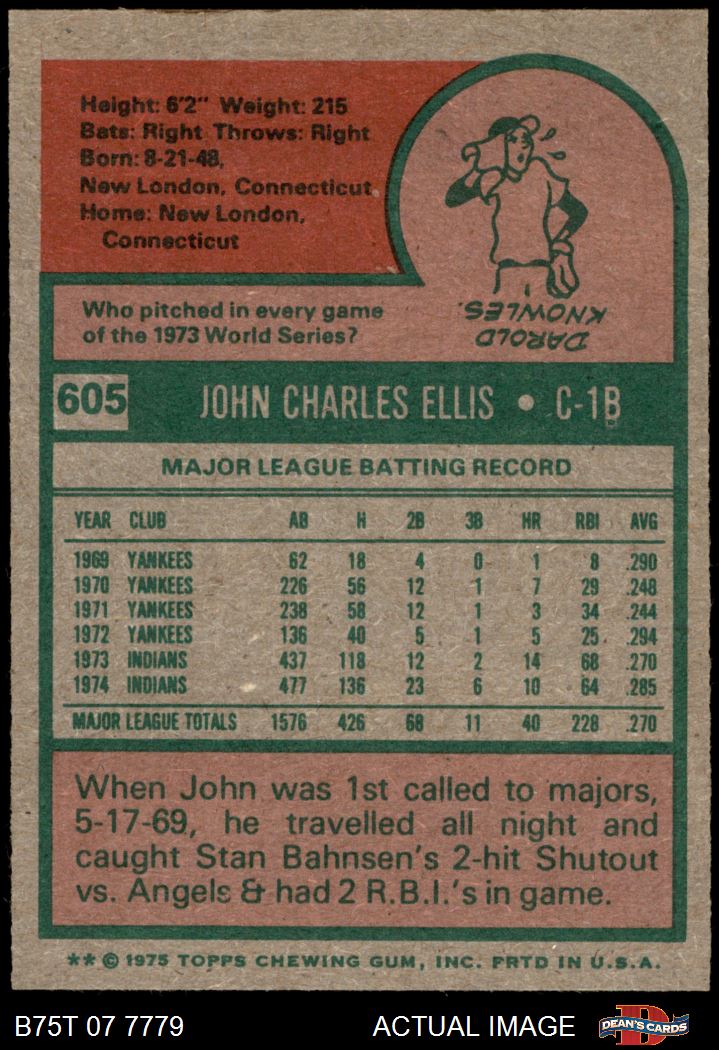 Height: 6'2" Weight: 215
Bats: Right Throws: Right
Born: 8-21-48,
New London, Connecticut
Home: New London,
Connecticut
Who pitched in every game
of the 1973 World Series?
DAROLD
KNOWLES.
605 JOHN CHARLES ELLIS • C-1B
MAJOR LEAGUE BATTING RECORD
YEAR CLUB AB H 2B 3B HR RBI AVG
1969 YANKEES 62 18 4 0 1 8 .290
1970 YANKEES 226 56 12 1 7 29 .248
1971 YANKEES 238 58 12 1 3 34 .244
1972 YANKEES 136 40 5 1 5 25 .294
1973 INDIANS 437 118 12 2 14 68 .270
1974 INDIANS 477 136 23 6 10 64 .285
MAJOR LEAGUE TOTALS 1576 426 68 11 40 228 .270
When John was 1st called to majors,
5-17-69, he travelled all night and
caught Stan Bahnsen's 2-hit Shutout
vs. Angels & had 2 R.B.I.'s in game.
** © 1975 TOPPS CHEWING GUM, INC. PRTD IN U.S.A.
B75T 07 7779 ACTUAL IMAGE
D
DEAN'S CARDS